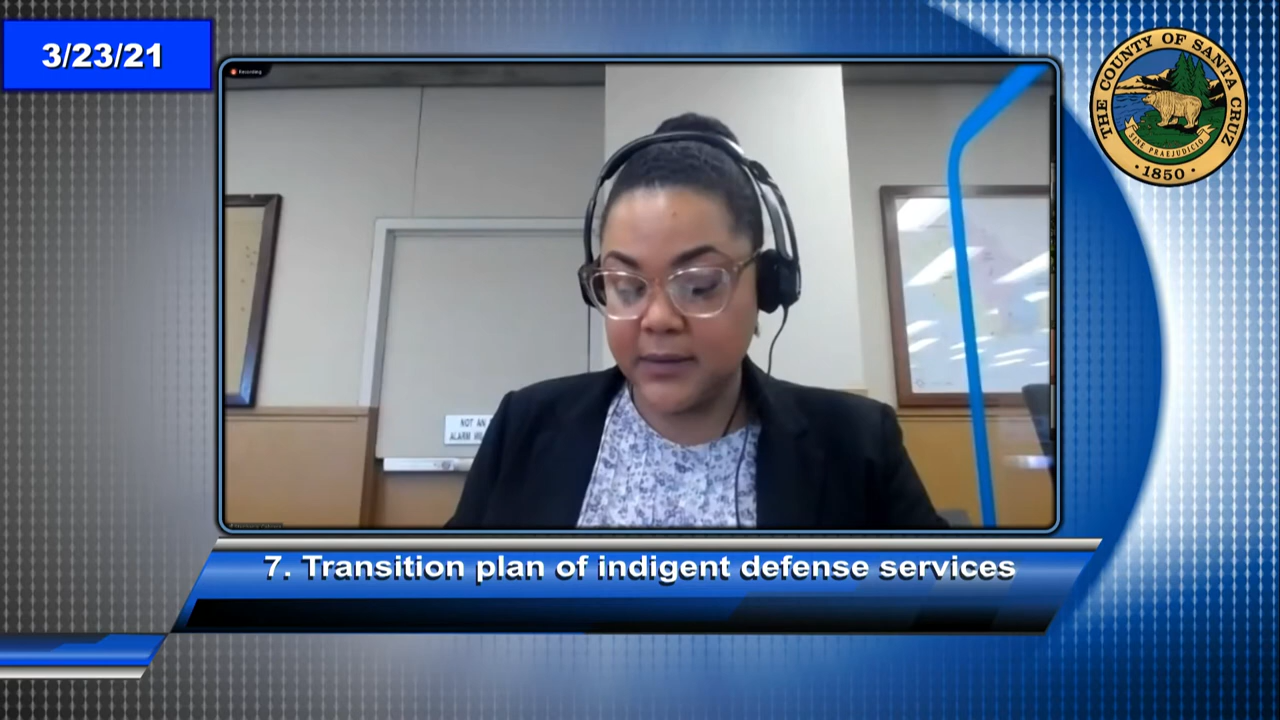 3/23/21
Recording
THE COUNTY OF SANTA CRUZ
SINE PRAEJUDICIO
• 1850 •
NOT AN
ALARM
7. Transition plan of indigent defense services